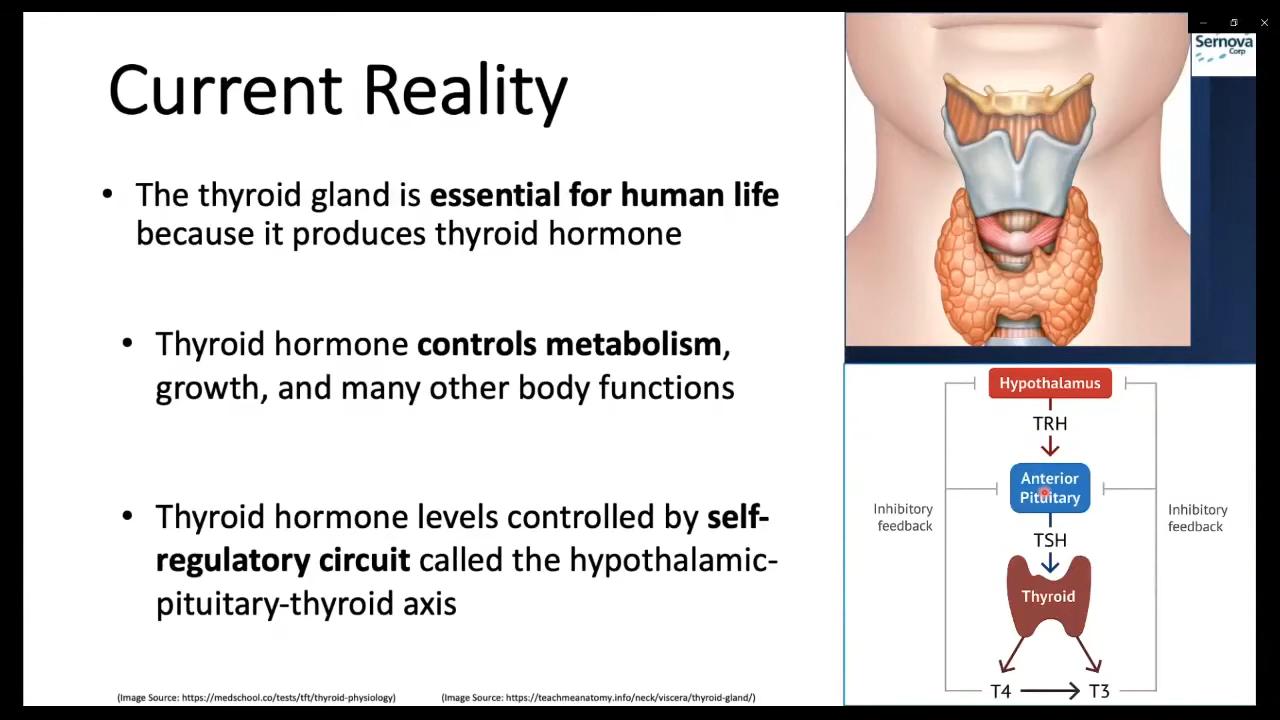 Current Reality
• The thyroid gland is essential for human life
because it produces thyroid hormone
• Thyroid hormone controls metabolism,
growth, and many other body functions
• Thyroid hormone levels controlled by self-
regulatory circuit called the hypothalamic-
pituitary-thyroid axis
(Image Source: https://medschool.co/tests/tft/thyroid-physiology)
(Image Source: https://teachmeanatomy.info/neck/viscera/thyroid-gland/)
Sernova
Corp
Hypothalamus
TRH
Anterior
Pituitary
Inhibitory
feedback
Inhibitory
feedback
TSH
Thyroid
T4
T3